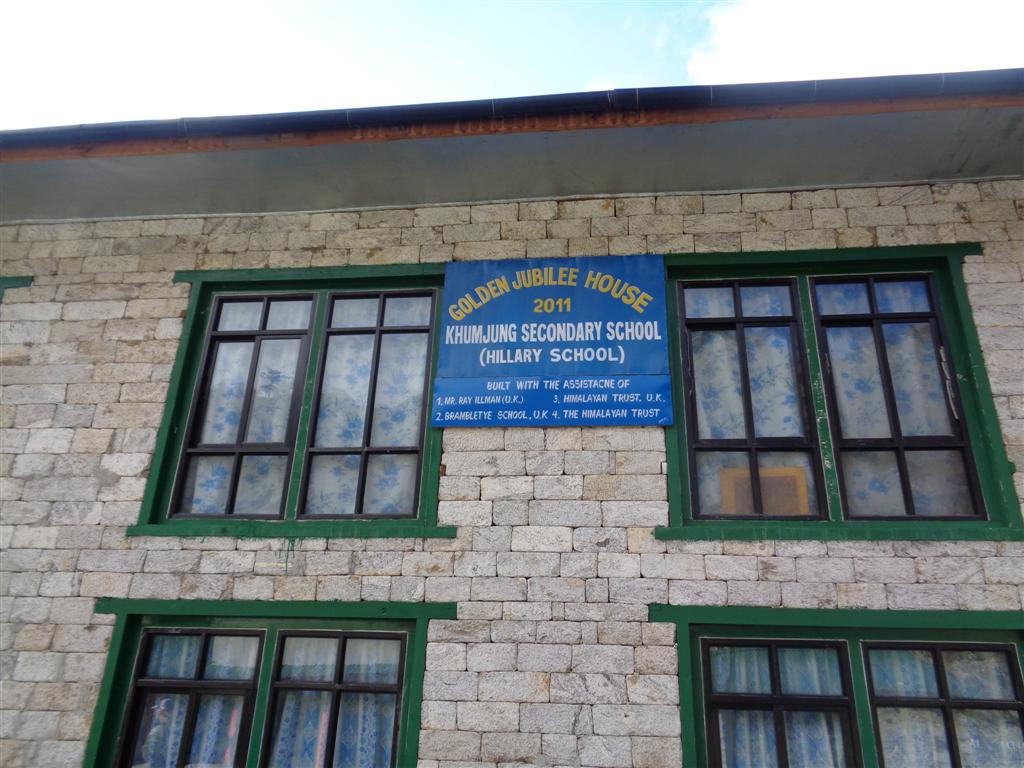 GOLDEN JUBILEE HOUSE
2011
KHUMJUNG SECONDARY SCHOOL
(HILLARY SCHOOL)
BUILT WITH THE ASSISTACNE OF
1, MR. RAY ILLMAN (U.K.) 3. HIMALAYAN TRUST. U.K.
2. BRAMBLETYE SCHOOL, U.K 4. THE HIMALAYAN TRUST